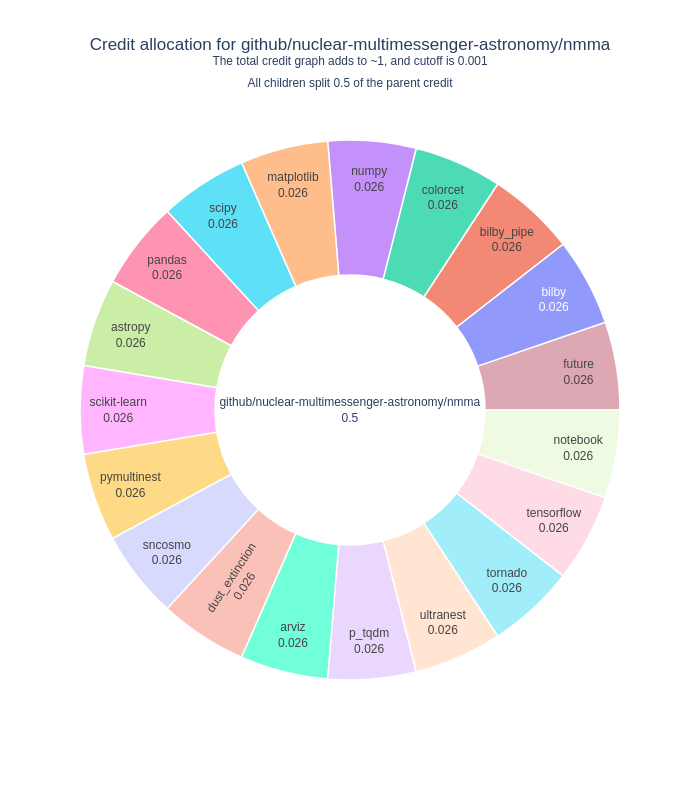 Credit allocation for github/nuclear-multimessenger-astronomy/nmma
The total credit graph adds to ~1, and cutoff is 0.001
All children split 0.5 of the parent credit
numpy
0.026
colorcet
0.026
bilby_pipe
0.026
bilby
0.026
future
0.026
notebook
0.026
tensorflow
0.026
tornado
0.026
ultranest
0.026
p_tqdm
0.026
arviz
0.026
dust_extinction
0.026
sncosmo
0.026
pymultinest
0.026
scikit-learn
0.026
astropy
0.026
pandas
0.026
scipy
0.026
matplotlib
0.026
github/nuclear-multimessenger-astronomy/nmma
0.5